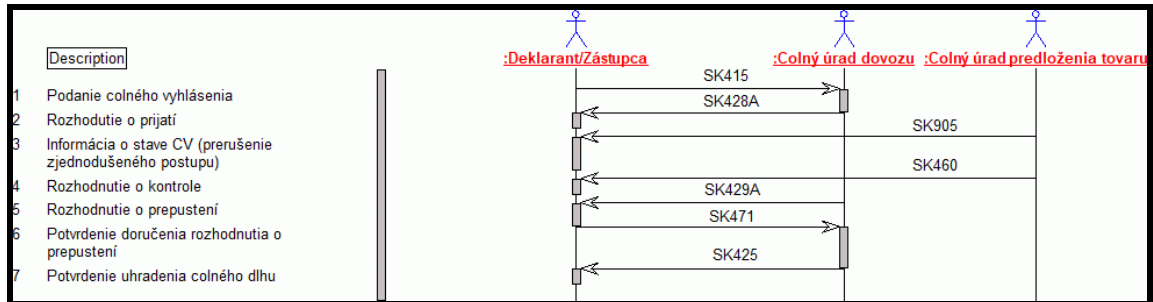 Description
:Deklarant/Zástupca
:Colný úrad dovozu
:Colný úrad predloženia tovaru
SK415
1 Podanie colného vyhlásenia
SK428A
2 Rozhodutie o prijatí
SK905
3 Informácia o stave CV (prerušenie
zjednodušeného postupu)
SK460
4 Rozhodnutie o kontrole
SK429A
5 Rozhodnutie o prepustení
SK471
6 Potvrdenie doručenia rozhodnutia o
prepustení
SK425
7 Potvrdenie uhradenia colného dlhu